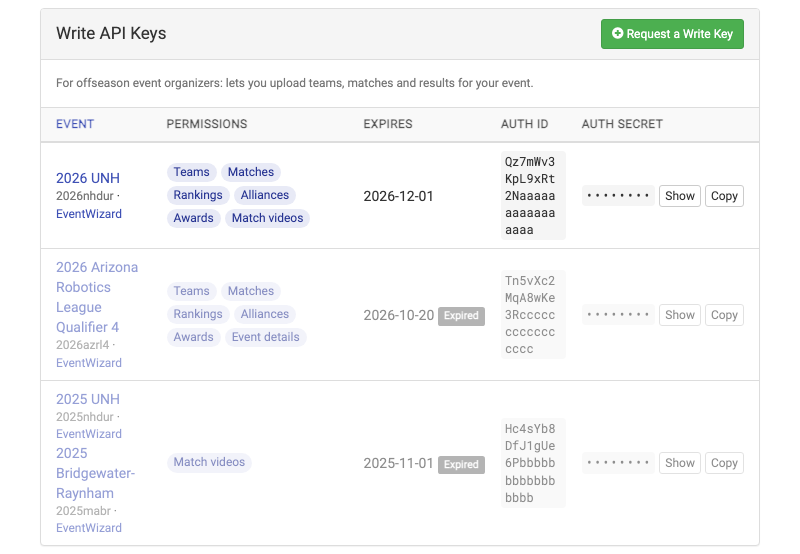 Write API Keys
Request a Write Key
For offseason event organizers: lets you upload teams, matches and results for your event.
EVENT PERMISSIONS EXPIRES AUTH ID AUTH SECRET
2026 UNH
2026nhdur ·
EventWizard
Teams Matches
Rankings Alliances
Awards Match videos
2026-12-01
Qz7mWv3
KpL9xRt
2Naaaaa
aaaaaaa
aaaa
•••••••• Show Copy
2026 Arizona
Robotics
League
Qualifier 4
2026azrl4 ·
EventWizard
Teams Matches
Rankings Alliances
Awards Event details
2026-10-20 Expired
Tn5vXc2
MqA8wKe
3Rccccc
ccccccc
cccc
•••••••• Show Copy
2025 UNH
2025nhdur ·
EventWizard
2025
Bridgewater-
Raynham
2025mabr ·
EventWizard
Match videos
2025-11-01 Expired
Hc4sYb8
DfJ1gUe
6Pbbbbb
bbbbbbb
bbbb
•••••••• Show Copy